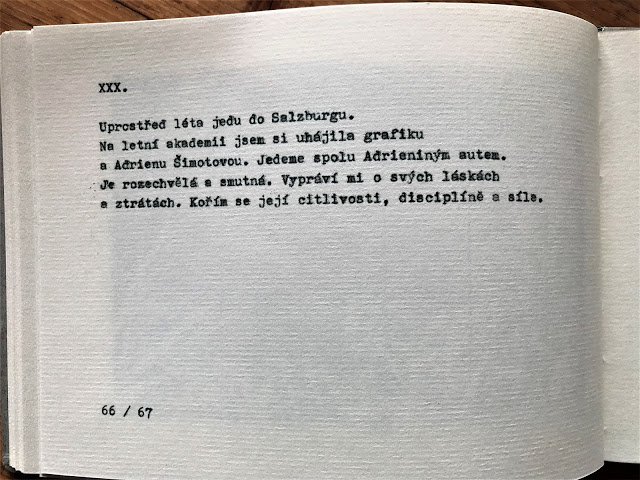 XXX.
Uprostřed léta jedu do Salzburgu.
Na letní akademii jsem si uhájila grafiku
a Adrienu Šimotovou. Jedeme spolu Adrieniným autem.
Je rozechvělá a smutná. Vypráví mi o svých láskách
a ztrátách. Kořím se její citlivosti, disciplíně a síle.
66 / 67